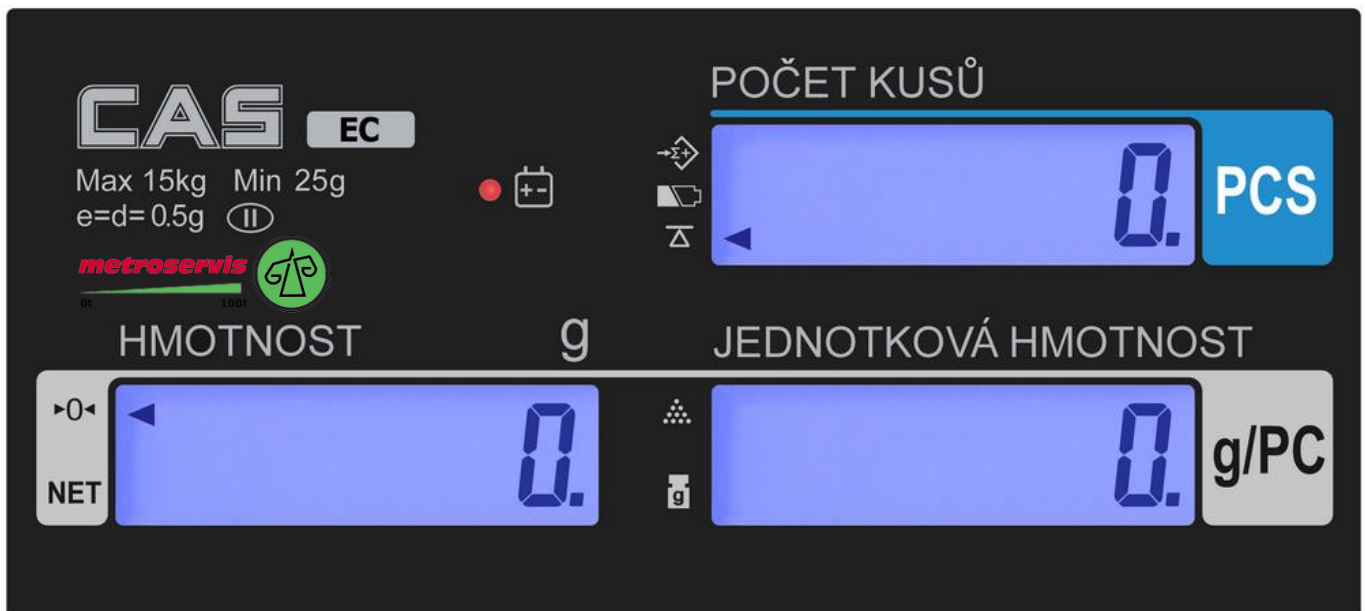 CAS EC
Max 15kg Min 25g
e=d= 0.5g II
metroservis
0t 100t
POČET KUSŮ
0.
PCS
HMOTNOST g
0.
►0◄
NET
JEDNOTKOVÁ HMOTNOST
0.
g
g/PC